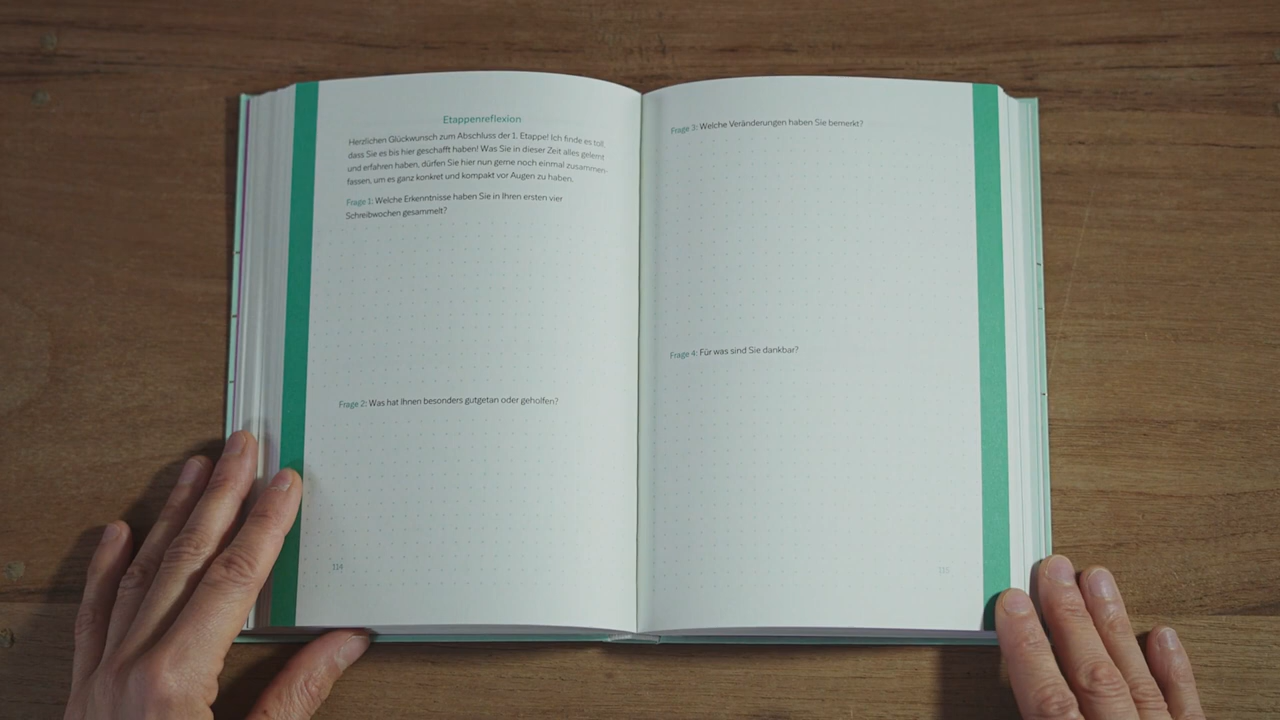 Etappenreflexion
Herzlichen Glückwunsch zum Abschluss der 1. Etappe! Ich finde es toll,
dass Sie es bis hier geschafft haben! Was Sie in dieser Zeit alles gelernt
und erfahren haben, dürfen Sie hier nun gerne noch einmal zusammen-
fassen, um es ganz konkret und kompakt vor Augen zu haben.
Frage 1: Welche Erkenntnisse haben Sie in Ihren ersten vier
Schreibwochen gesammelt?
Frage 2: Was hat Ihnen besonders gutgetan oder geholfen?
114
Frage 3: Welche Veränderungen haben Sie bemerkt?
Frage 4: Für was sind Sie dankbar?
115